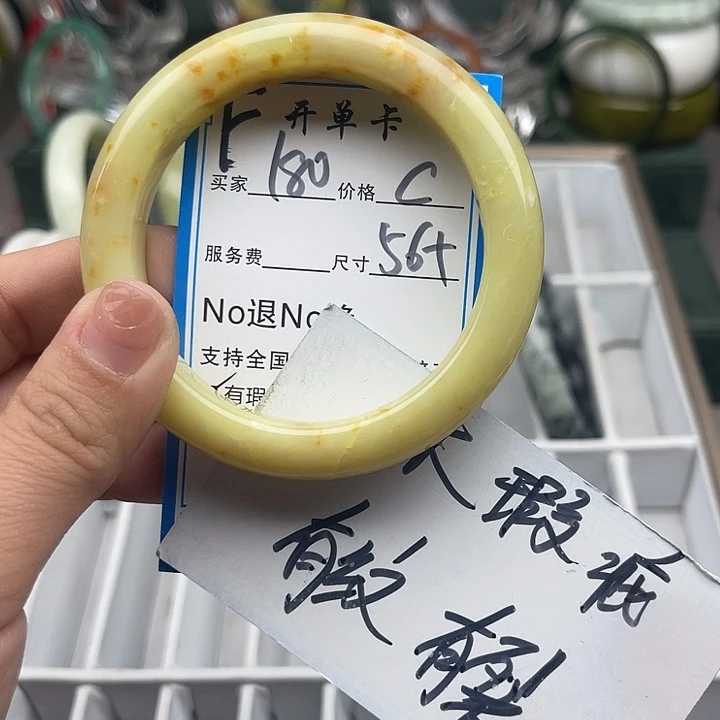 开单卡
买家 180 价格 C
服务费 尺寸 56+
No退No
支持全国
✓有瑕
瑕疵
有纹
有裂